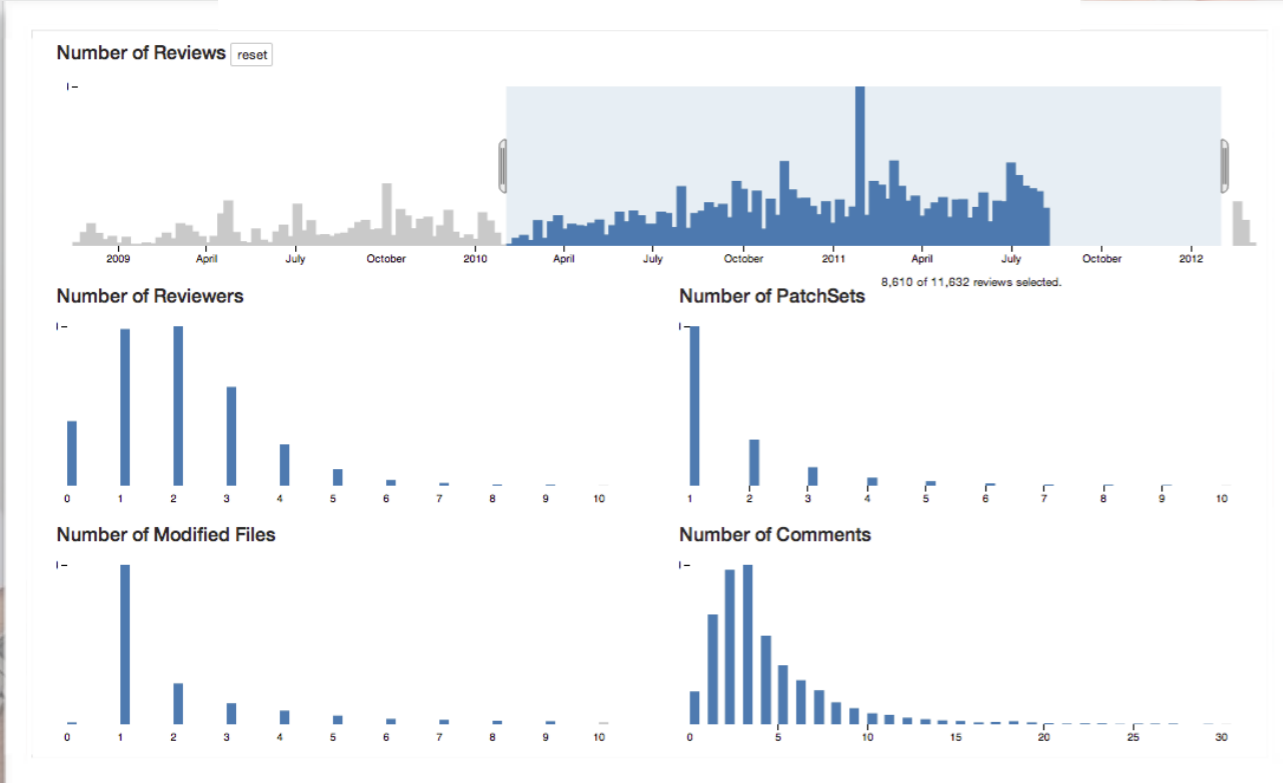 Number of Reviews reset
2009 April July October 2010 April July October 2011 April July October 2012
8,610 of 11,632 reviews selected.
Number of Reviewers
0 1 2 3 4 5 6 7 8 9 10
Number of PatchSets
1 2 3 4 5 6 7 8 9 10
Number of Modified Files
0 1 2 3 4 5 6 7 8 9 10
Number of Comments
0 5 10 15 20 25 30